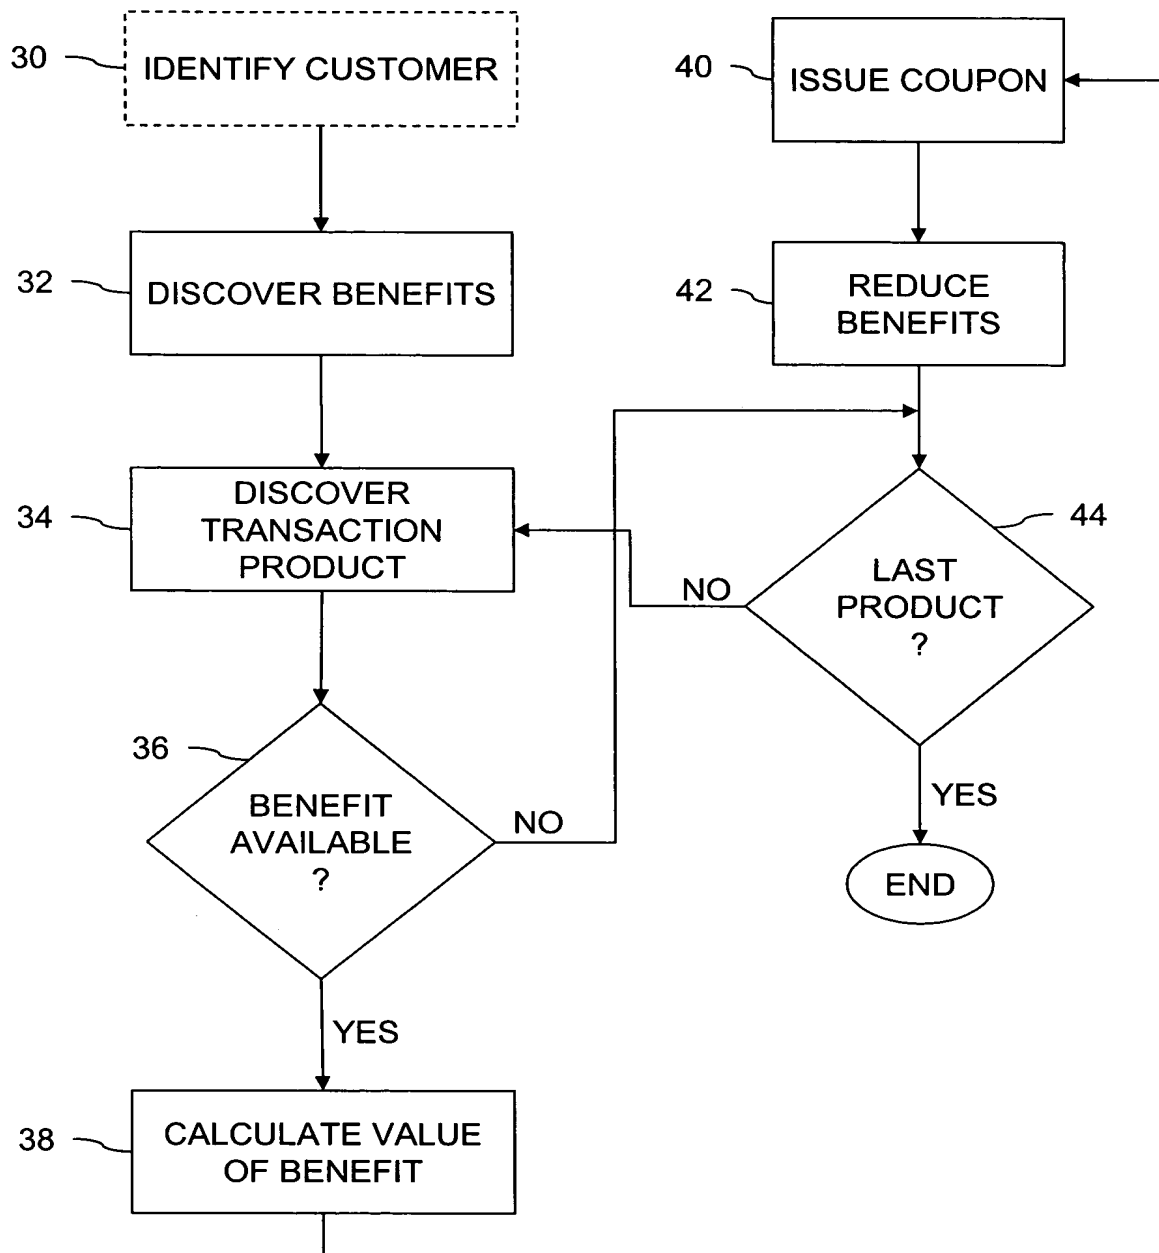 30
IDENTIFY CUSTOMER
32
DISCOVER BENEFITS
34
DISCOVER
TRANSACTION
PRODUCT
36
BENEFIT
AVAILABLE
?
NO
YES
38
CALCULATE VALUE
OF BENEFIT
40
ISSUE COUPON
42
REDUCE
BENEFITS
44
LAST
PRODUCT
?
NO
YES
END